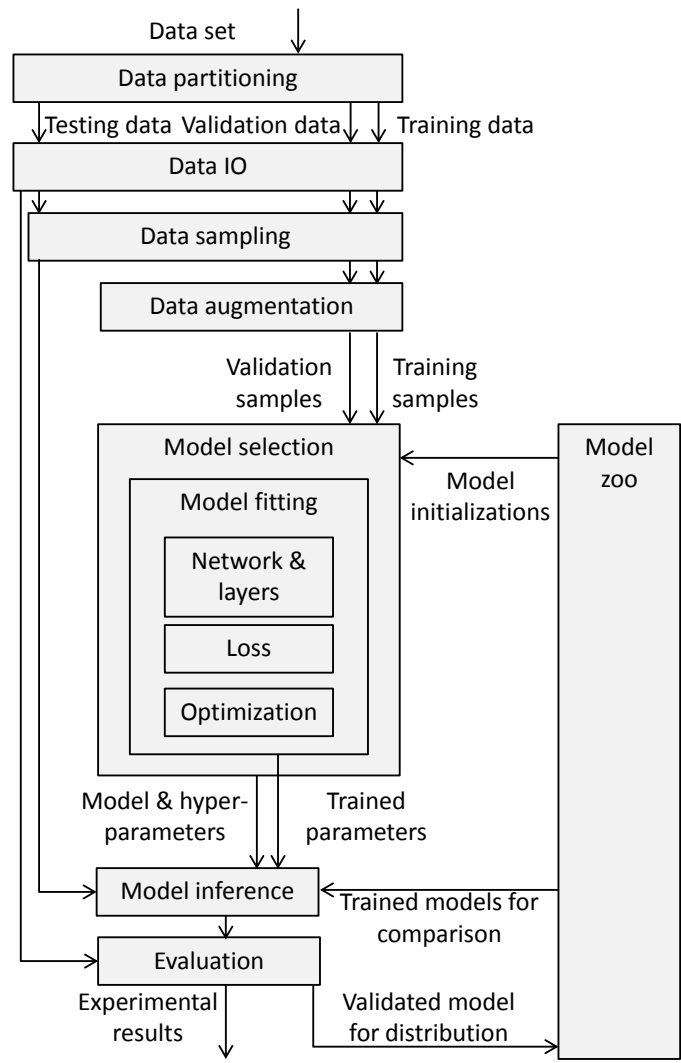 Data set
Data partitioning
Testing data
Validation data
Training data
Data IO
Data sampling
Data augmentation
Validation
samples
Training
samples
Model selection
Model
zoo
Model
initializations
Model fitting
Network &
layers
Loss
Optimization
Model & hyper-
parameters
Trained
parameters
Model inference
Trained models for
comparison
Evaluation
Experimental
results
Validated model
for distribution